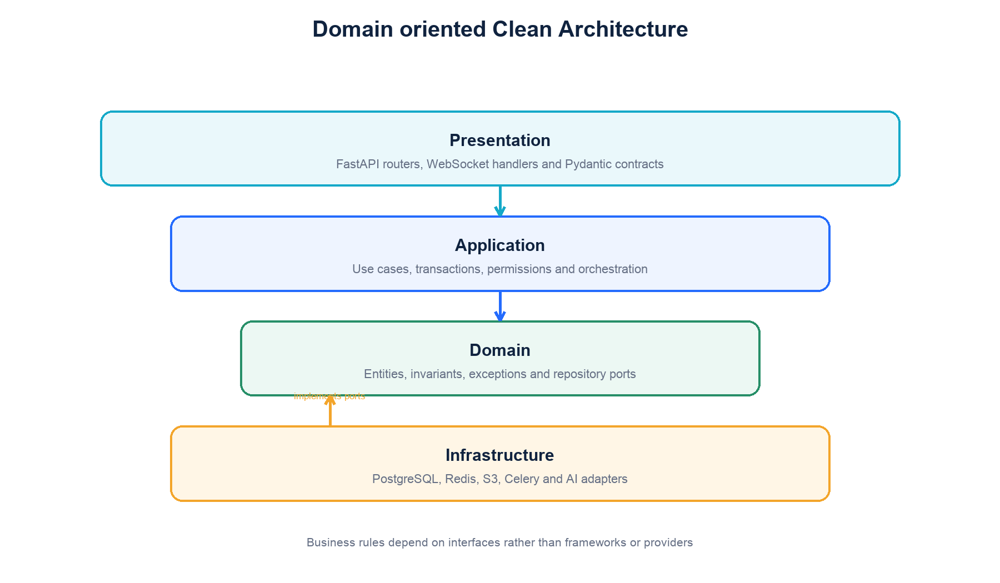 Domain oriented Clean Architecture
Presentation
FastAPI routers, WebSocket handlers and Pydantic contracts
Application
Use cases, transactions, permissions and orchestration
Domain
Entities, invariants, exceptions and repository ports
implements ports
Infrastructure
PostgreSQL, Redis, S3, Celery and AI adapters
Business rules depend on interfaces rather than frameworks or providers